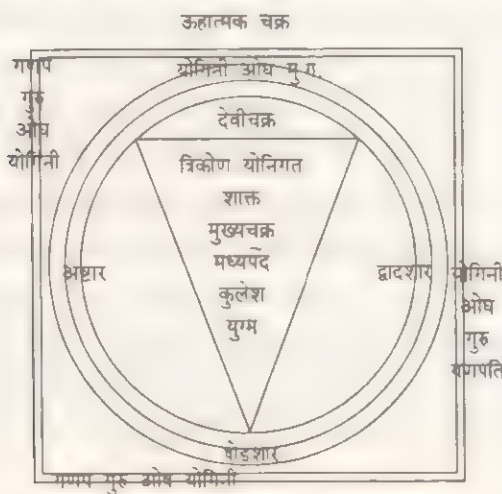 ऊहात्मक चक्र
योगिनी ओघ गु ग
गणप
गुरु
ओघ
योगिनी
देवीचक्र
त्रिकोण योनिगत
शाक्त
मुख्यचक्र
मध्यपदे
कुलेश
युग्म
अष्टार
द्वादशार
योगिनी
ओघ
गुरु
गणपति
षोडशार
गणप गुरु ओघ योगिनी